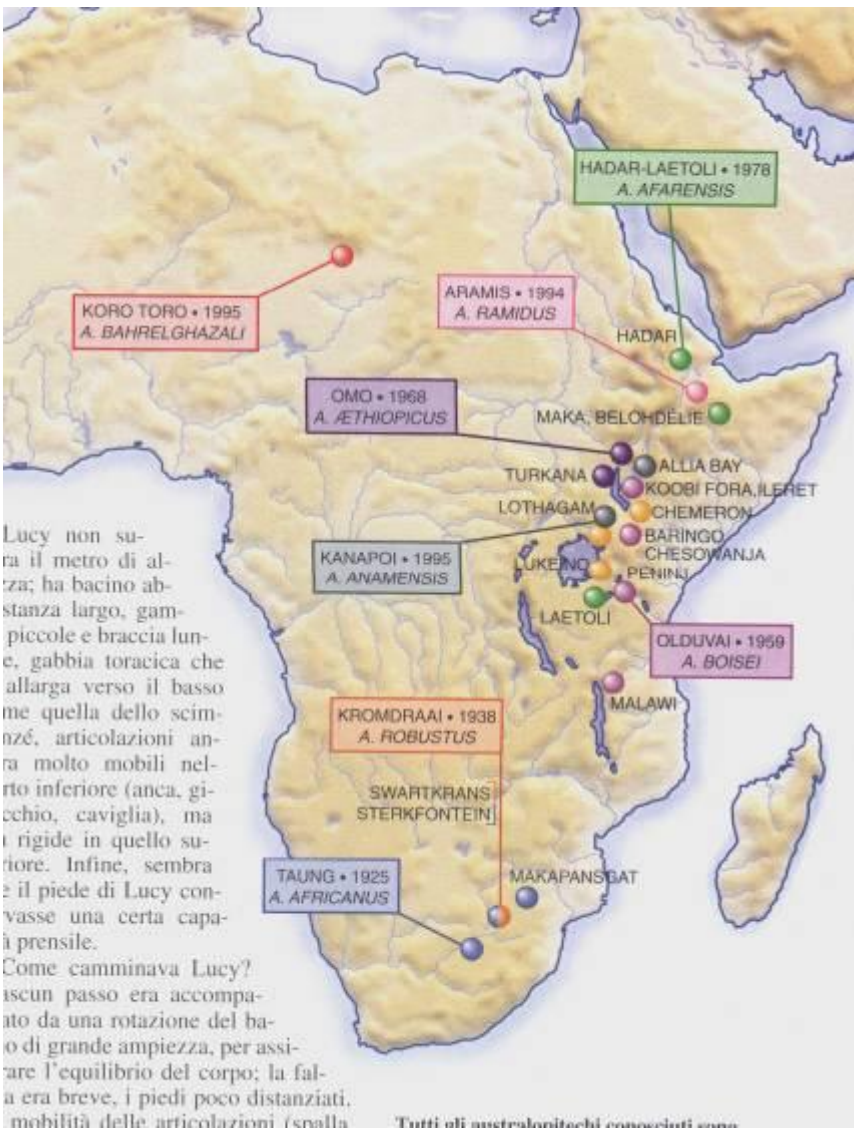 HADAR-LAETOLI • 1978
A. AFARENSIS
ARAMIS • 1994
A. RAMIDUS
KORO TORO • 1995
A. BAHRELGHAZALI
HADAR
OMO • 1968
A. ÆTHIOPICUS
MAKA, BELOHDELIE
ALLIA BAY
TURKANA
KOOBI FORA, ILERET
LOTHAGAM
CHEMERON
BARINGO
CHESOWANJA
KANAPOI • 1995
A. ANAMENSIS
LUKEINO
PENINJ
LAETOLI
OLDUVAI • 1959
A. BOISEI
MALAWI
KROMDRAAI • 1938
A. ROBUSTUS
SWARTKRANS
STERKFONTEIN
TAUNG • 1925
A. AFRICANUS
MAKAPANSGAT
Lucy non su-
ra il metro di al-
zza; ha bacino ab-
stanza largo, gam-
piccole e braccia lun-
e, gabbia toracica che
allarga verso il basso
me quella dello scim-
nzé, articolazioni an-
ra molto mobili nel-
rto inferiore (anca, gi-
cchio, caviglia), ma
rigide in quello su-
riore. Infine, sembra
e il piede di Lucy con-
vasse una certa capa-
à prensile.
Come camminava Lucy?
ascun passo era accompa-
ato da una rotazione del ba-
o di grande ampiezza, per assi-
rare l'equilibrio del corpo; la fal-
a era breve, i piedi poco distanziati.
mobilità delle articolazioni (spalla
Tutti gli australopitechi conosciuti sono